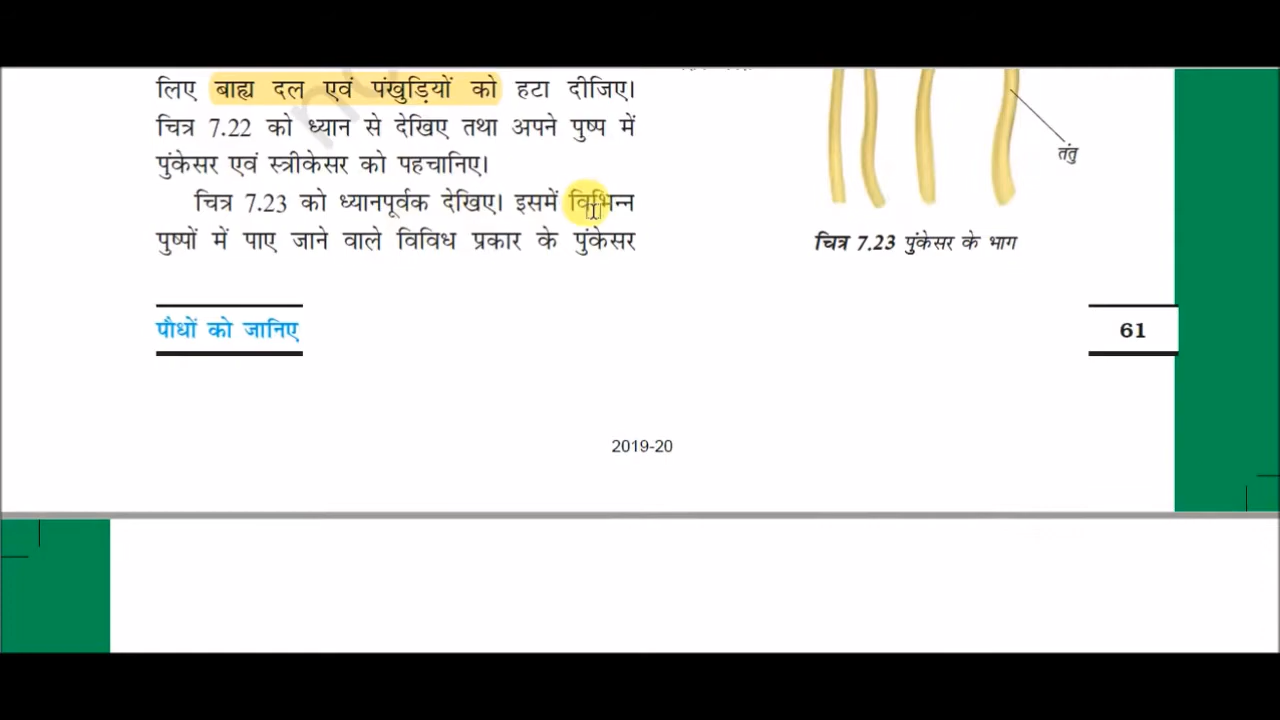 लिए बाह्य दल एवं पंखुड़ियों को हटा दीजिए।
चित्र 7.22 को ध्यान से देखिए तथा अपने पुष्प में
पुंकेसर एवं स्त्रीकेसर को पहचानिए।
चित्र 7.23 को ध्यानपूर्वक देखिए। इसमें विभिन्न
पुष्पों में पाए जाने वाले विविध प्रकार के पुंकेसर
तंतु
चित्र 7.23 पुंकेसर के भाग
पौधों को जानिए
61
2019-20